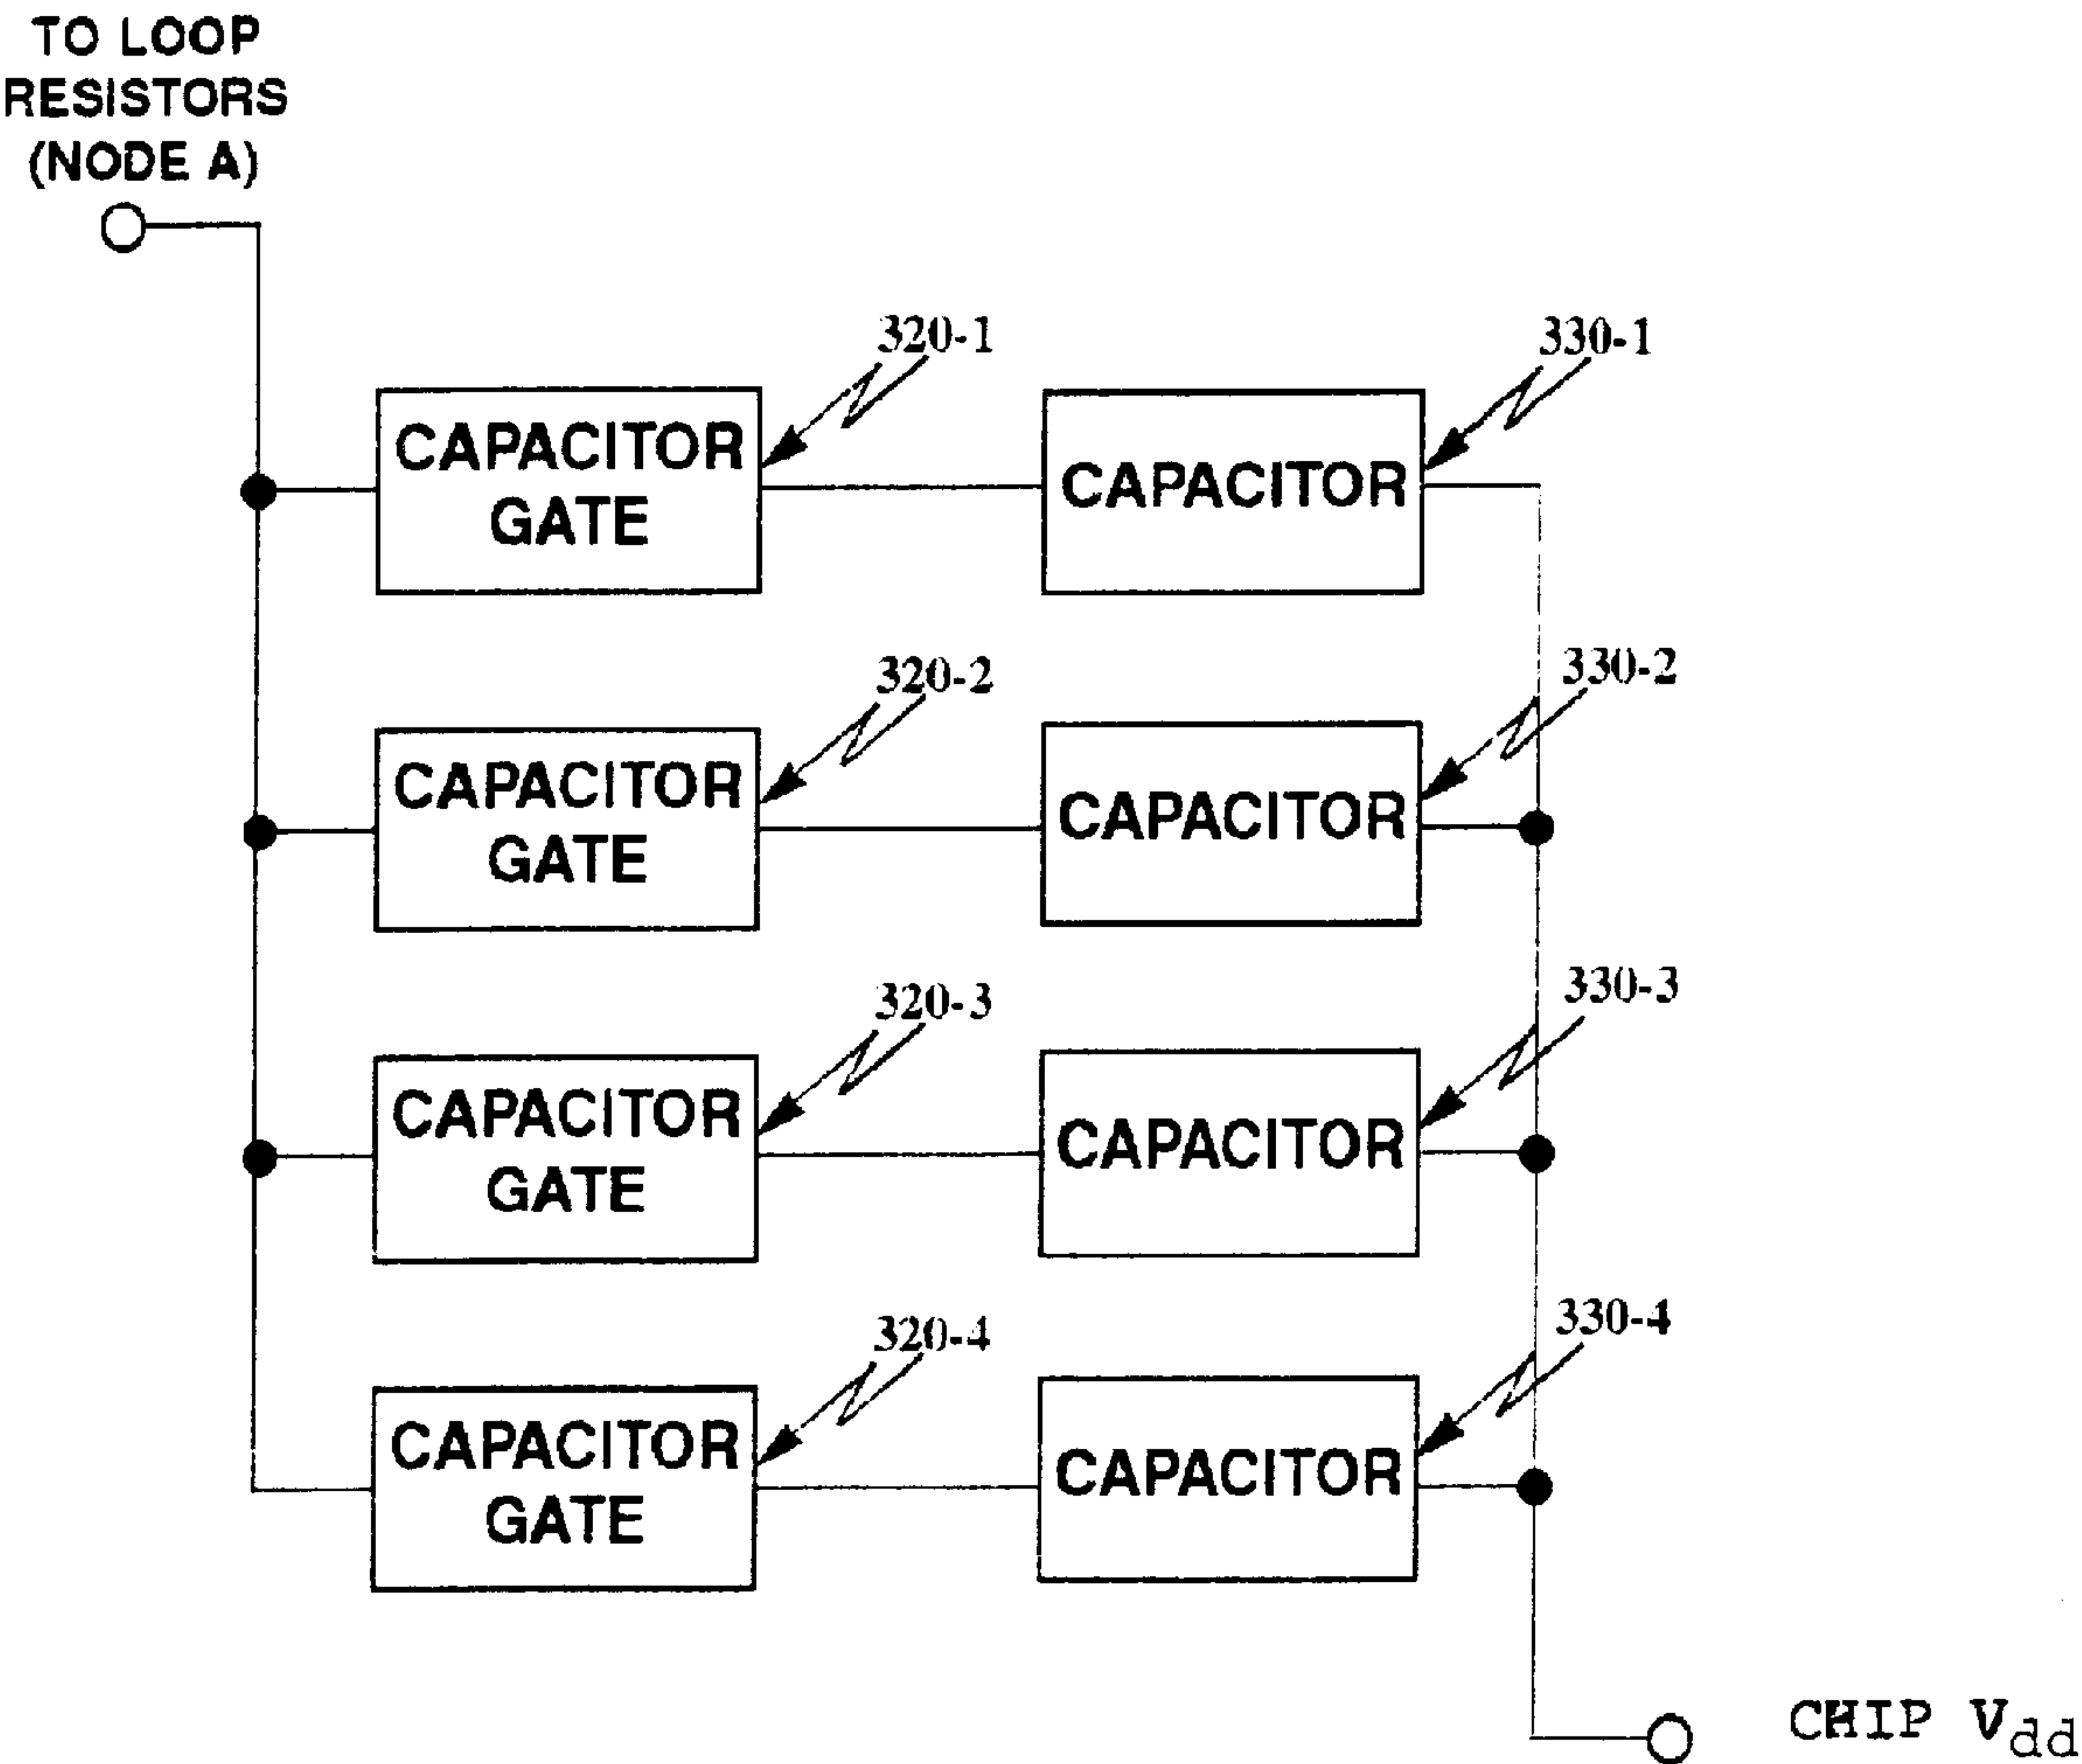 TO LOOP
RESISTORS
(NODE A)
320-1
330-1
CAPACITOR
GATE
CAPACITOR
320-2
330-2
CAPACITOR
GATE
CAPACITOR
320-3
330-3
CAPACITOR
GATE
CAPACITOR
320-4
330-4
CAPACITOR
GATE
CAPACITOR
CHIP Vdd